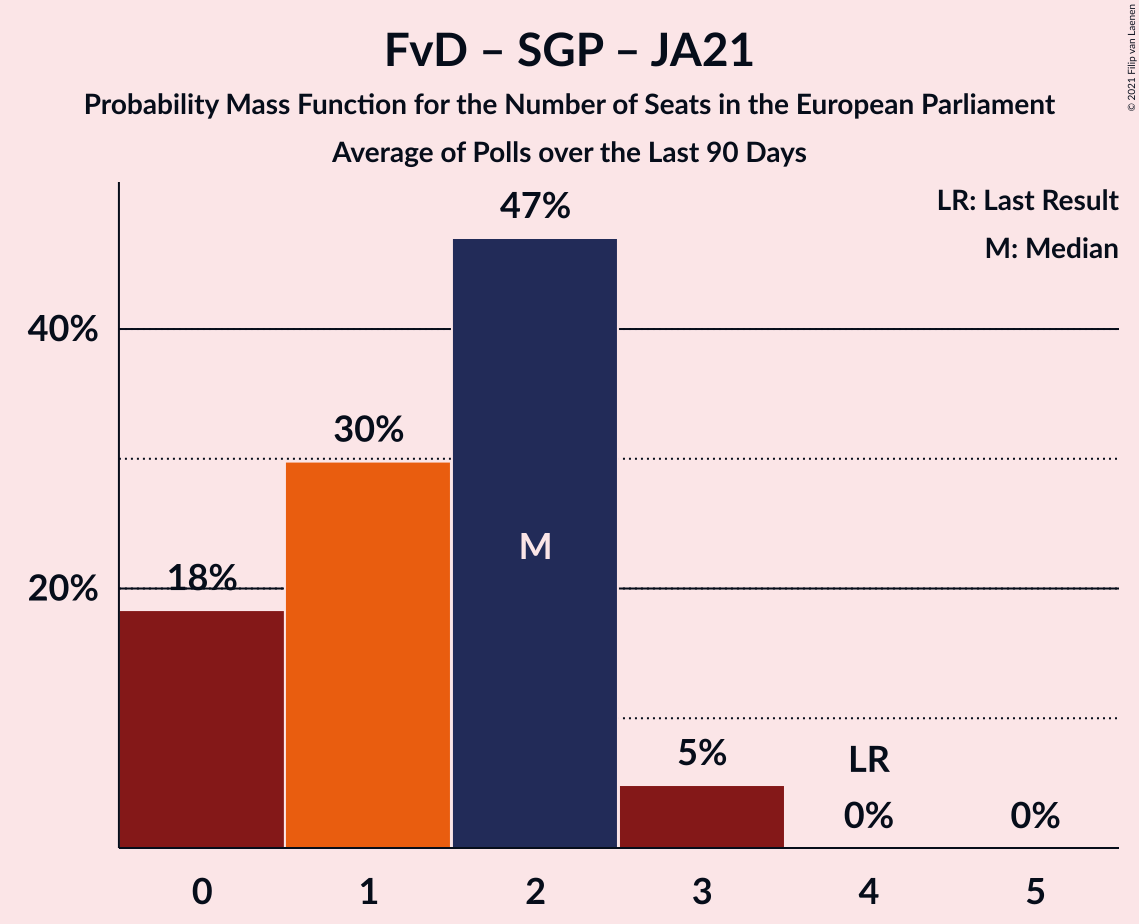 FvD – SGP – JA21
Probability Mass Function for the Number of Seats in the European Parliament
Average of Polls over the Last 90 Days
© 2021 Filip van Laenen
LR: Last Result
M: Median
47%
40%
30%
M
20%
18%
5%
LR
0%
0%
0 1 2 3 4 5